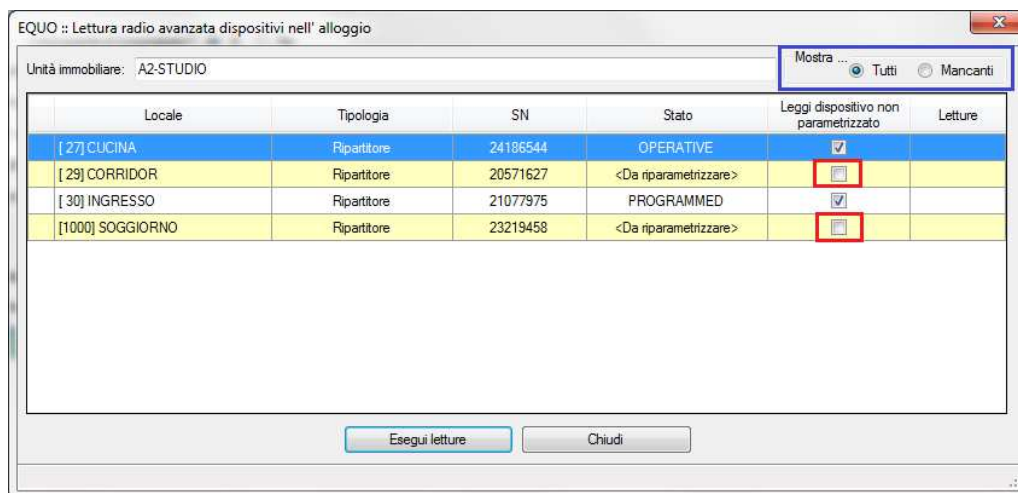 EQUO :: Lettura radio avanzata dispositivi nell' alloggio
Unità immobiliare: A2-STUDIO
Mostra ...
Tutti Mancanti
Locale Tipologia SN Stato Leggi dispositivo non parametrizzato Letture
[ 27] CUCINA Ripartitore 24186544 OPERATIVE
[ 29] CORRIDOR Ripartitore 20571627 <Da riparametrizzare>
[ 30] INGRESSO Ripartitore 21077975 PROGRAMMED
[1000] SOGGIORNO Ripartitore 23219458 <Da riparametrizzare>
Esegui letture Chiudi